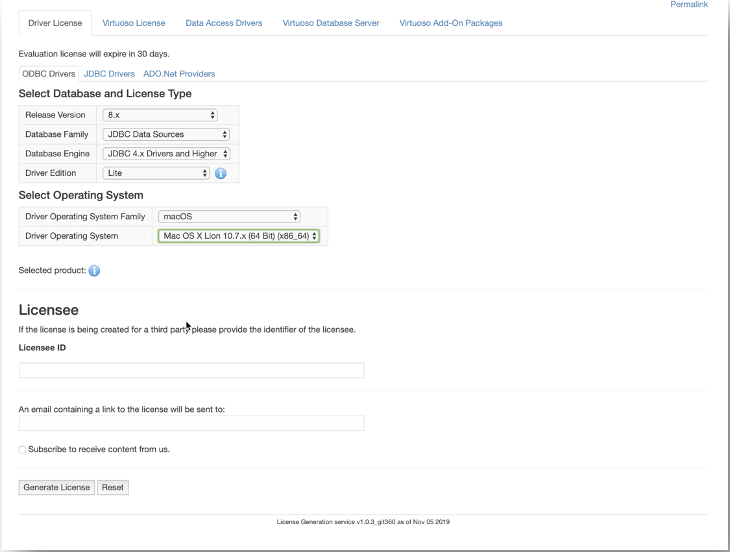 Permalink
Driver License Virtuoso License Data Access Drivers Virtuoso Database Server Virtuoso Add-On Packages
Evaluation license will expire in 30 days.
ODBC Drivers JDBC Drivers ADO.Net Providers
Select Database and License Type
Release Version 8.x
Database Family JDBC Data Sources
Database Engine JDBC 4.x Drivers and Higher
Driver Edition Lite
Select Operating System
Driver Operating System Family macOS
Driver Operating System Mac OS X Lion 10.7.x (64 Bit) (x86_64)
Selected product:
Licensee
If the license is being created for a third party please provide the identifier of the licensee.
Licensee ID
An email containing a link to the license will be sent to:
Subscribe to receive content from us.
Generate License Reset
License Generation service v1.0.3_git360 as of Nov 05 2019